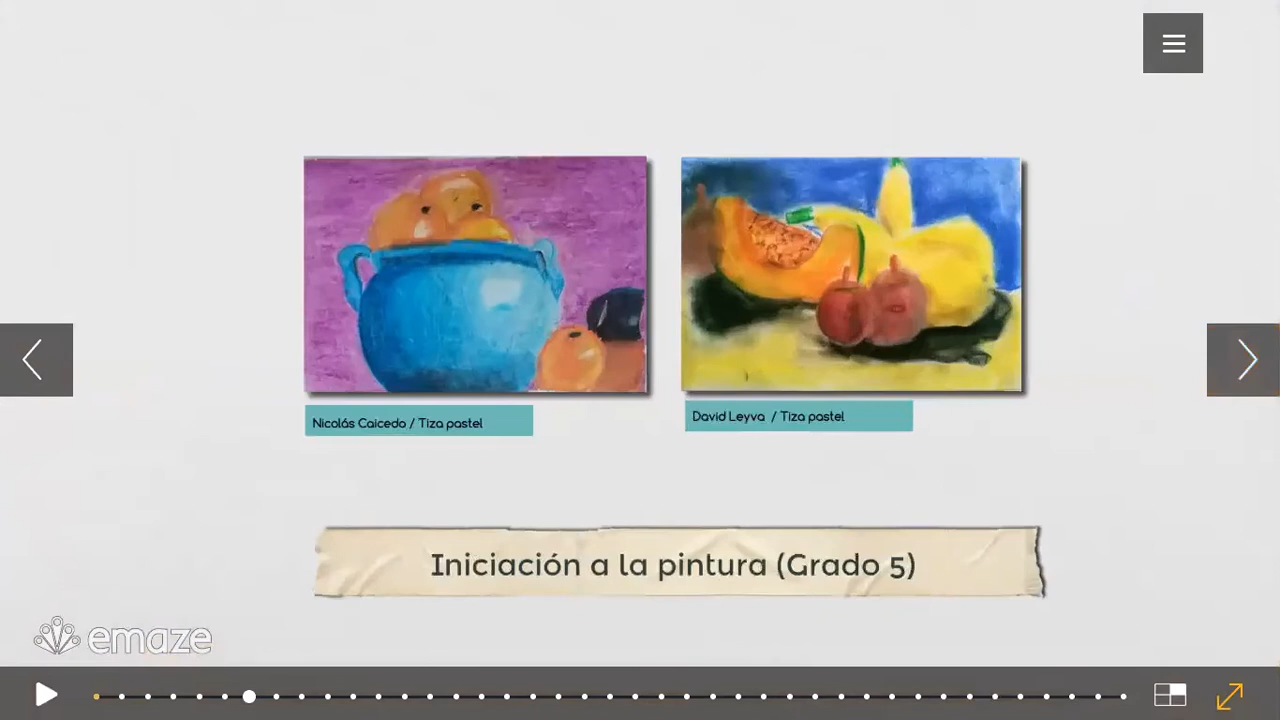 Nicolás Caicedo / Tiza pastel
David Leyva / Tiza pastel
Iniciación a la pintura (Grado 5)
emaze